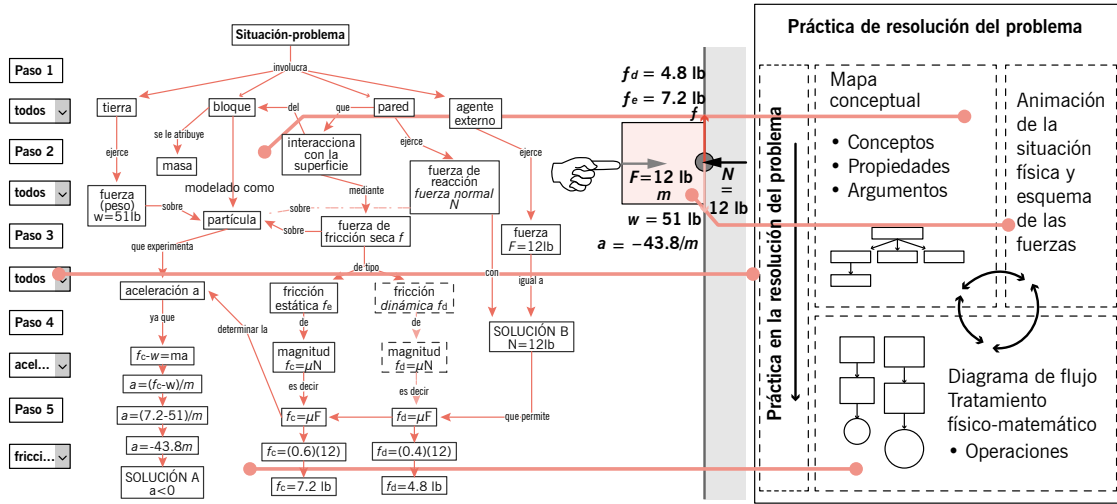 Situación-problema
involucra
Paso 1
todos
Paso 2
todos
Paso 3
todos
Paso 4
acel...
Paso 5
fricci...
tierra
bloque
del
que
pared
agente
externo
se le atribuye
masa
ejerce
interacciona
con la
superficie
ejerce
ejerce
fuerza
(peso)
w=51lb
modelado como
mediante
fuerza de
reacción
fuerza normal
N
sobre
partícula
sobre
sobre
fuerza de
fricción seca f
fuerza
F=12lb
que experimenta
de tipo
con
igual a
aceleración a
fricción
estática fe
fricción
dinámica fd
ya que
determinar la
de
de
SOLUCIÓN B
N=12lb
fc-w=ma
magnitud
fc=μN
magnitud
fd=μN
a=(fc-w)/m
es decir
es decir
a=(7.2-51)/m
fc=μF
fd=μF
que permite
a=-43.8m
fc=(0.6)(12)
fd=(0.4)(12)
SOLUCIÓN A
a<0
fc=7.2 lb
fd=4.8 lb
fd = 4.8 lb
fe = 7.2 lb
f
F=12 lb
m
N
=
12 lb
w = 51 lb
a = −43.8/m
Práctica de resolución del problema
Práctica en la resolución del problema
Mapa
conceptual
• Conceptos
• Propiedades
• Argumentos
Animación
de la
situación
física y
esquema
de las
fuerzas
Diagrama de flujo
Tratamiento
físico-matemático
• Operaciones